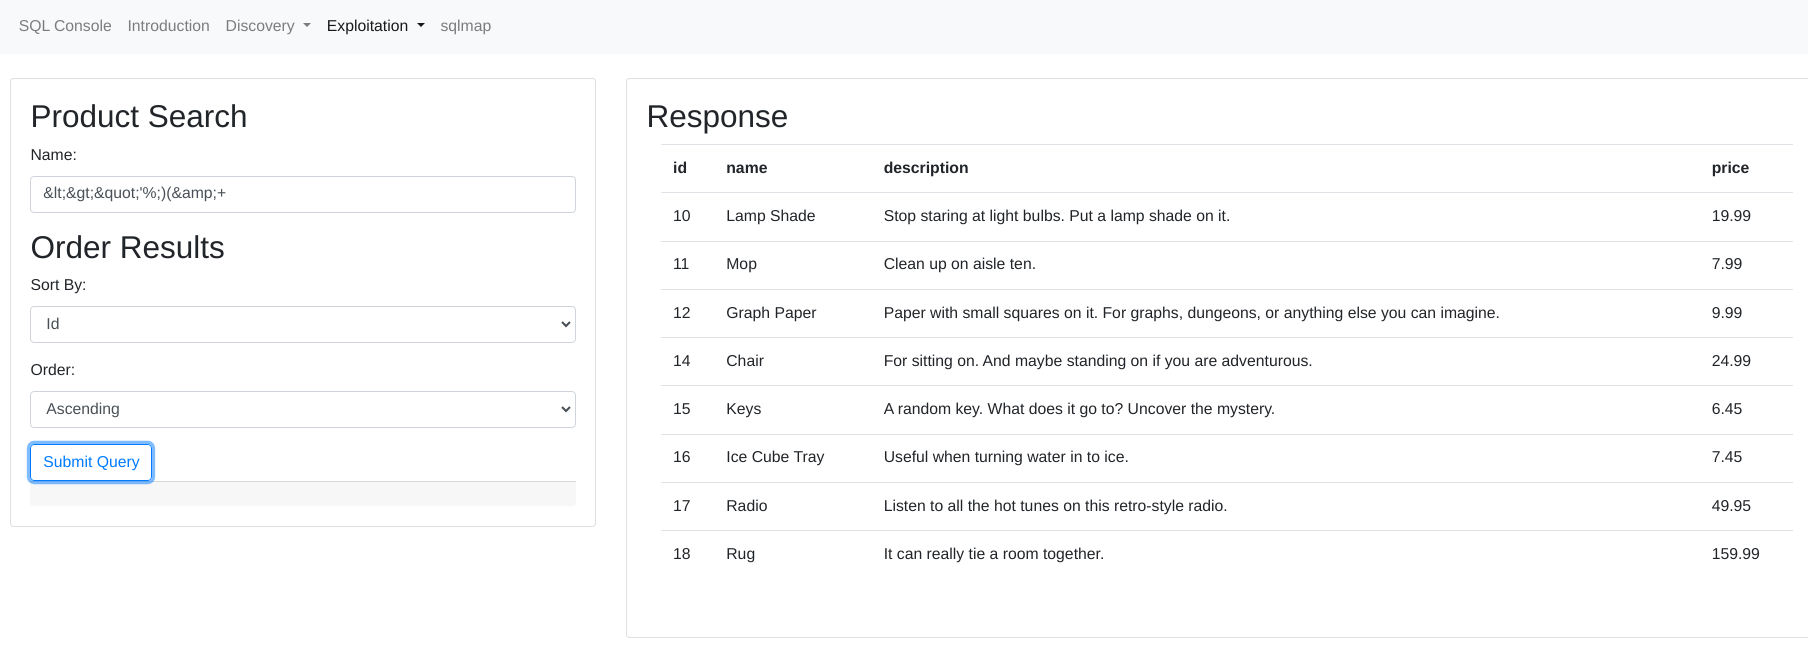 SQL Console Introduction Discovery Exploitation sqlmap
Product Search
Name:
&lt;&gt;&quot;'%;)(&amp;+
Order Results
Sort By:
Id
Order:
Ascending
Submit Query
Response
id name description price
10 Lamp Shade Stop staring at light bulbs. Put a lamp shade on it. 19.99
11 Mop Clean up on aisle ten. 7.99
12 Graph Paper Paper with small squares on it. For graphs, dungeons, or anything else you can imagine. 9.99
14 Chair For sitting on. And maybe standing on if you are adventurous. 24.99
15 Keys A random key. What does it go to? Uncover the mystery. 6.45
16 Ice Cube Tray Useful when turning water in to ice. 7.45
17 Radio Listen to all the hot tunes on this retro-style radio. 49.95
18 Rug It can really tie a room together. 159.99